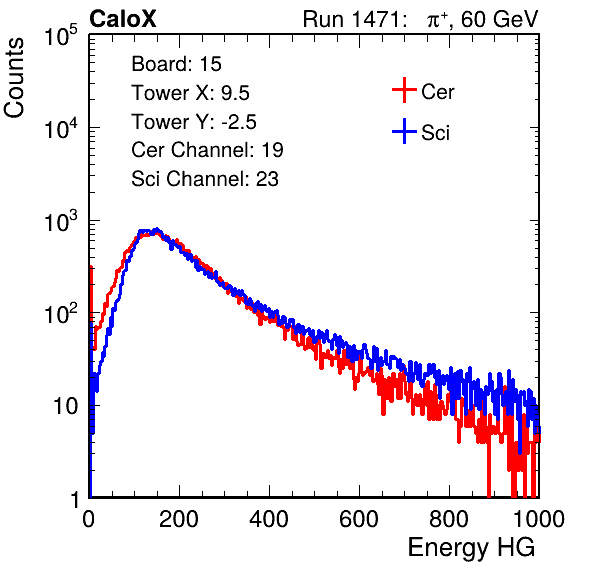 CaloX Run 1471: π⁺, 60 GeV
Counts
10⁵
10⁴
10³
10²
10
1
Board: 15
Tower X: 9.5
Tower Y: -2.5
Cer Channel: 19
Sci Channel: 23
Cer
Sci
0 200 400 600 800 1000
Energy HG